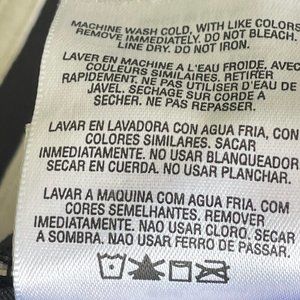 MACHINE WASH COLD, WITH LIKE COLORS
REMOVE IMMEDIATELY. DO NOT BLEACH.
LINE DRY. DO NOT IRON.
LAVER EN MACHINE A L'EAU FROIDE, AVEC
COULEURS SIMILAIRES. RETIRER
RAPIDEMENT. NE PAS UTILISER D'EAU DE
JAVEL. SECHAGE SUR CORDE A
SECHER. NE PAS REPASSER.
LAVAR EN LAVADORA CON AGUA FRIA, CON
COLORES SIMILARES. SACAR
INMEDIATAMENTE. NO USAR BLANQUEADOR.
SECAR EN CUERDA. NO USAR PLANCHAR.
LAVAR A MAQUINA COM AGUA FRIA, COM
CORES SEMELHANTES. REMOVER
IMEDIATAMENTE. NAO USAR CLORO. SECAR
A SOMBRA. NAO USAR FERRO DE PASSAR.